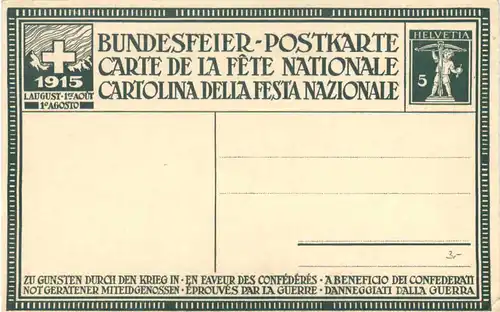 BUNDESFEIER-POSTKARTE
CARTE DE LA FÊTE NATIONALE
CARTOLINA DELLA FESTA NAZIONALE
1915
1.AUGUST-1ER AOÛT
1º AGOSTO
HELVETIA
5
3.-
ZU GUNSTEN DURCH DEN KRIEG IN · EN FAVEUR DES CONFÉDÉRÉS · A BENEFICIO DEI CONFEDERATI
NOT GERATENER MITEIDGENOSSEN · ÉPROUVÉS PAR LA GUERRE · DANNEGGIATI DALLA GUERRA